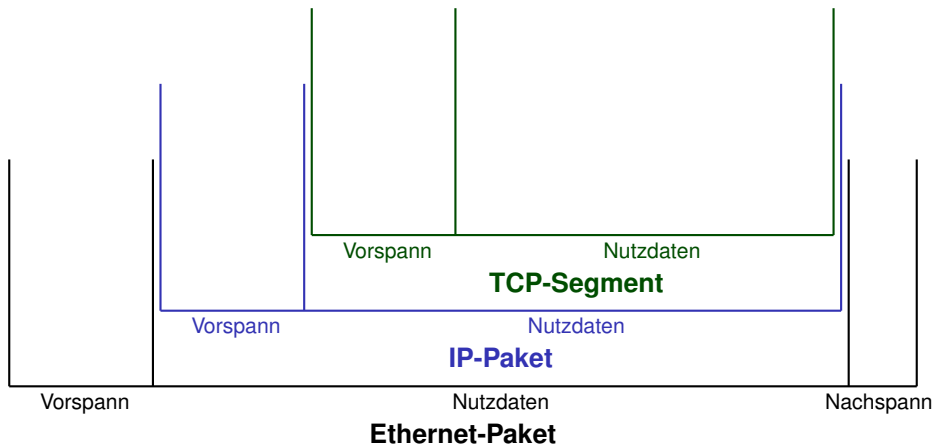 Vorspann Nutzdaten
TCP-Segment
Vorspann Nutzdaten
IP-Paket
Vorspann Nutzdaten Nachspann
Ethernet-Paket